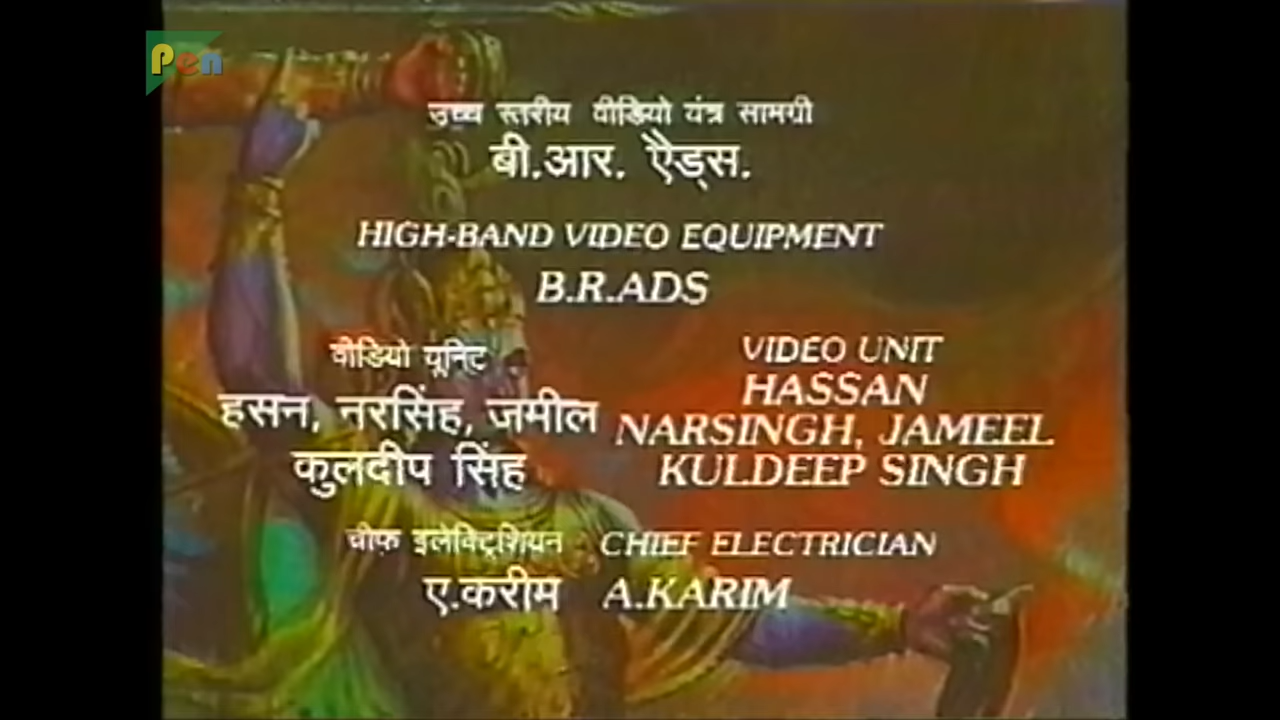 Pen
उच्च स्तरीय वीडियो यंत्र सामग्री
बी.आर. ऐड्स.
HIGH-BAND VIDEO EQUIPMENT
B.R.ADS
वीडियो यूनिट
हसन, नरसिंह, जमील
कुलदीप सिंह
VIDEO UNIT
HASSAN
NARSINGH, JAMEEL
KULDEEP SINGH
चीफ़ इलेक्ट्रिशियन CHIEF ELECTRICIAN
ए.करीम A.KARIM